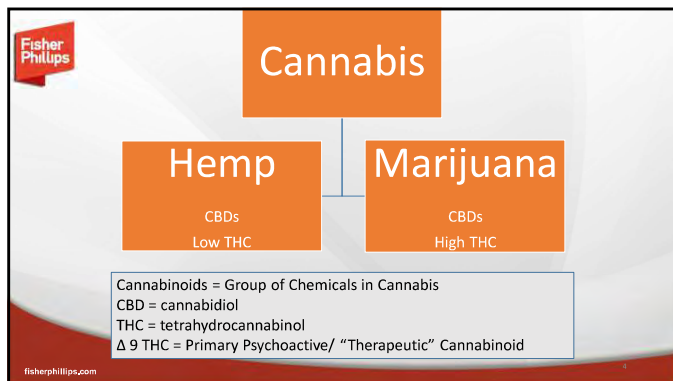 Fisher
Phillips
Cannabis
Hemp
CBDs
Low THC
Marijuana
CBDs
High THC
Cannabinoids = Group of Chemicals in Cannabis
CBD = cannabidiol
THC = tetrahydrocannabinol
Δ 9 THC = Primary Psychoactive/ “Therapeutic” Cannabinoid
fisherphillips.com
4